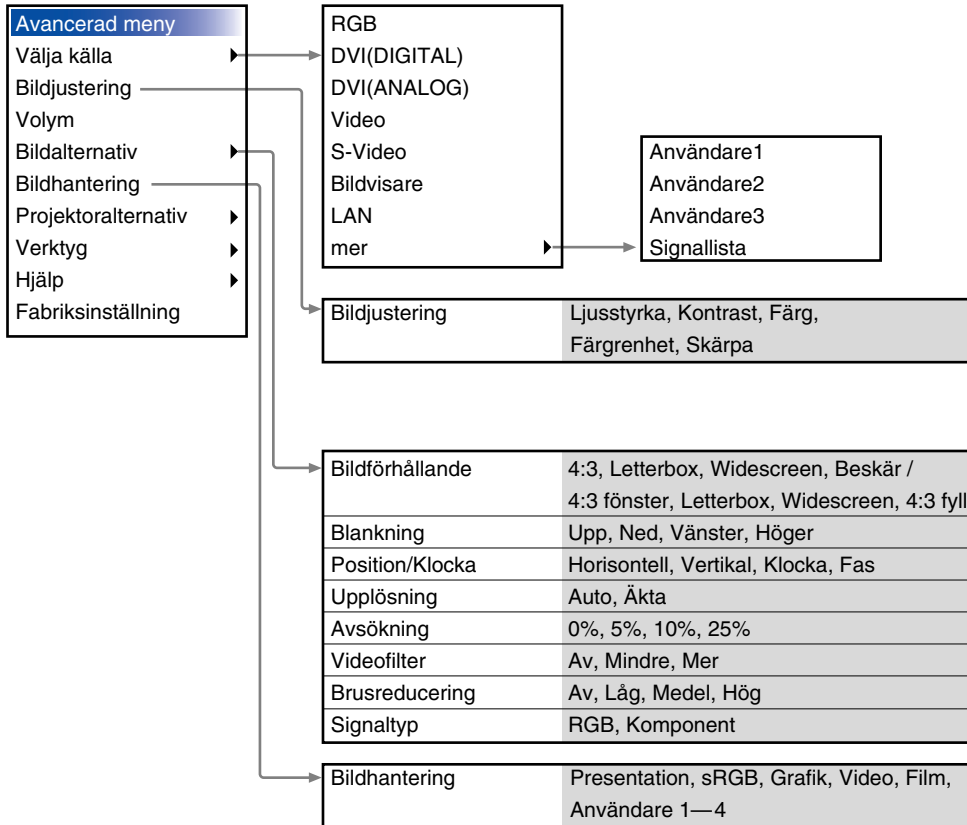 Avancerad meny
Välja källa
Bildjustering
Volym
Bildalternativ
Bildhantering
Projektoralternativ
Verktyg
Hjälp
Fabriksinställning
RGB
DVI(DIGITAL)
DVI(ANALOG)
Video
S-Video
Bildvisare
LAN
mer
Användare1
Användare2
Användare3
Signallista
Bildjustering
Ljusstyrka, Kontrast, Färg,
Färgrenhet, Skärpa
Bildförhållande
4:3, Letterbox, Widescreen, Beskär /
4:3 fönster, Letterbox, Widescreen, 4:3 fyll
Blankning
Upp, Ned, Vänster, Höger
Position/Klocka
Horisontell, Vertikal, Klocka, Fas
Upplösning
Auto, Äkta
Avsökning
0%, 5%, 10%, 25%
Videofilter
Av, Mindre, Mer
Brusreducering
Av, Låg, Medel, Hög
Signaltyp
RGB, Komponent
Bildhantering
Presentation, sRGB, Grafik, Video, Film,
Användare 1—4